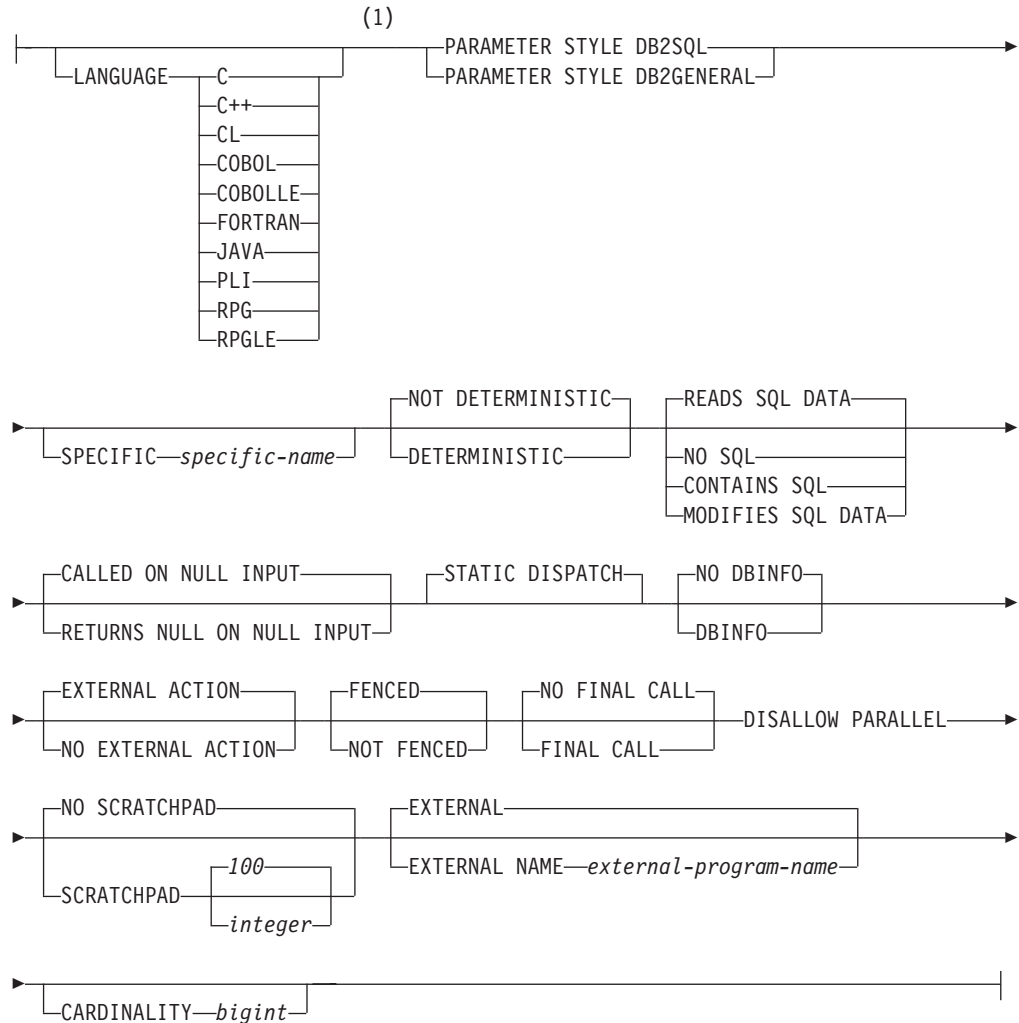 (1)
PARAMETER STYLE DB2SQL
LANGUAGE C PARAMETER STYLE DB2GENERAL
C++
CL
COBOL
COBOLLE
FORTRAN
JAVA
PLI
RPG
RPGLE
NOT DETERMINISTIC READS SQL DATA
SPECIFIC specific-name DETERMINISTIC NO SQL
CONTAINS SQL
MODIFIES SQL DATA
CALLED ON NULL INPUT STATIC DISPATCH NO DBINFO
RETURNS NULL ON NULL INPUT DBINFO
EXTERNAL ACTION FENCED NO FINAL CALL
DISALLOW PARALLEL
NO EXTERNAL ACTION NOT FENCED FINAL CALL
NO SCRATCHPAD EXTERNAL
100 EXTERNAL NAME external-program-name
SCRATCHPAD
integer
CARDINALITY bigint